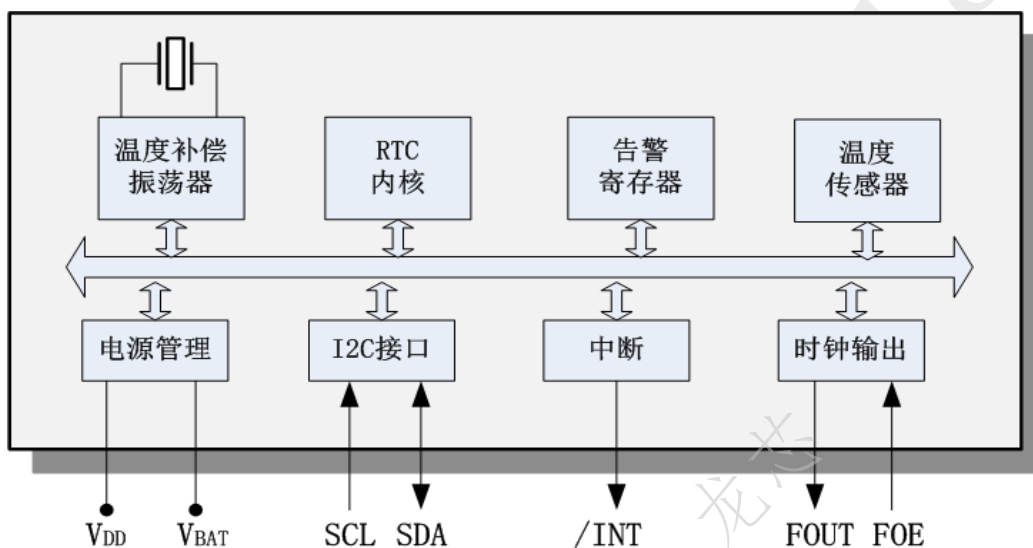 温度补偿
振荡器
RTC
内核
告警
寄存器
温度
传感器
电源管理
I2C接口
中断
时钟输出
VDD
VBAT
SCL
SDA
/INT
FOUT
FOE
龙芯